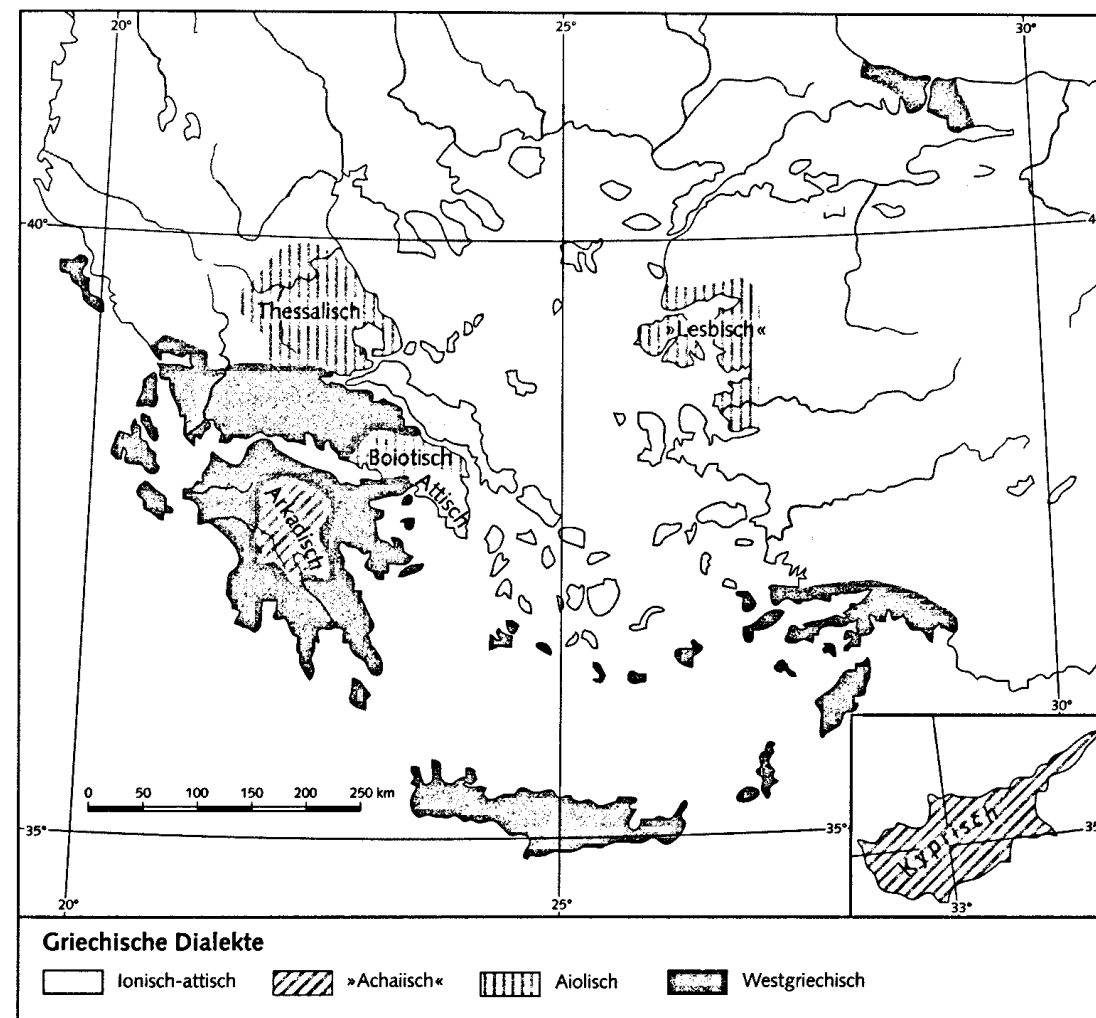 20° 25° 30°
40°
Thessalisch
»Lesbisch«
Boiotisch
Attisch
Arkadisch
30°
0 50 100 150 200 250 km
35° 35° 35
Kyprisch
20° 25° 33°
Griechische Dialekte
Ionisch-attisch »Achaiisch« Aiolisch Westgriechisch